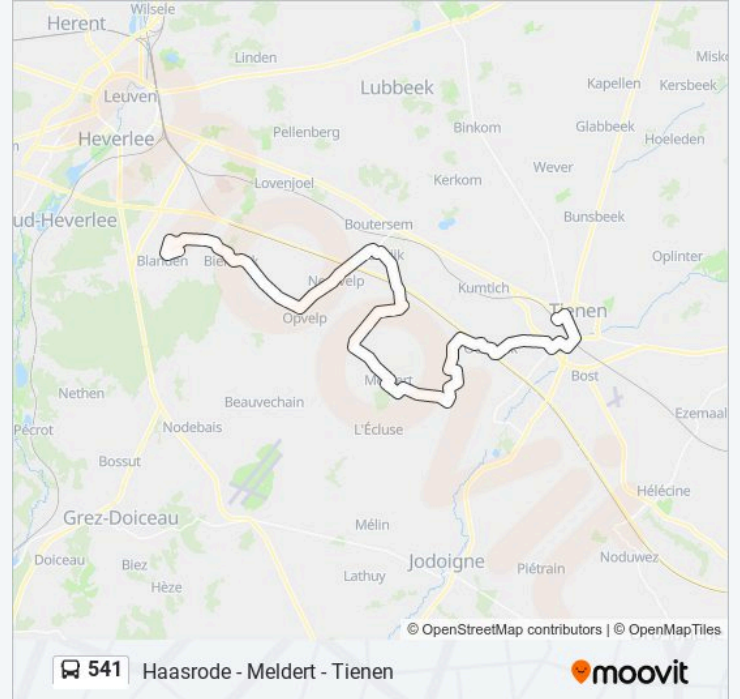 Wilsele
Herent
Linden
Misk
Lubbeek
Kapellen
Kersbeek
Leuven
Binkom
Glabbeek
Heverlee
Pellenberg
Hoeleden
Wever
Lovenjoel
Kerkom
ud-Heverlee
Boutersem
Bunsbeek
Blanden
Oplinter
Kumtich
Opvelp
Tienen
Bost
Nethen
Beauvechain
Ezemaal
Pécrot
Nodebais
L'Écluse
Bossut
Hélécine
Grez-Doiceau
Mélin
Doiceau
Biez
Jodoigne
Noduwez
Hèze
Lathuy
Piétrain
© OpenStreetMap contributors | © OpenMapTiles
541 Haasrode - Meldert - Tienen
moovit